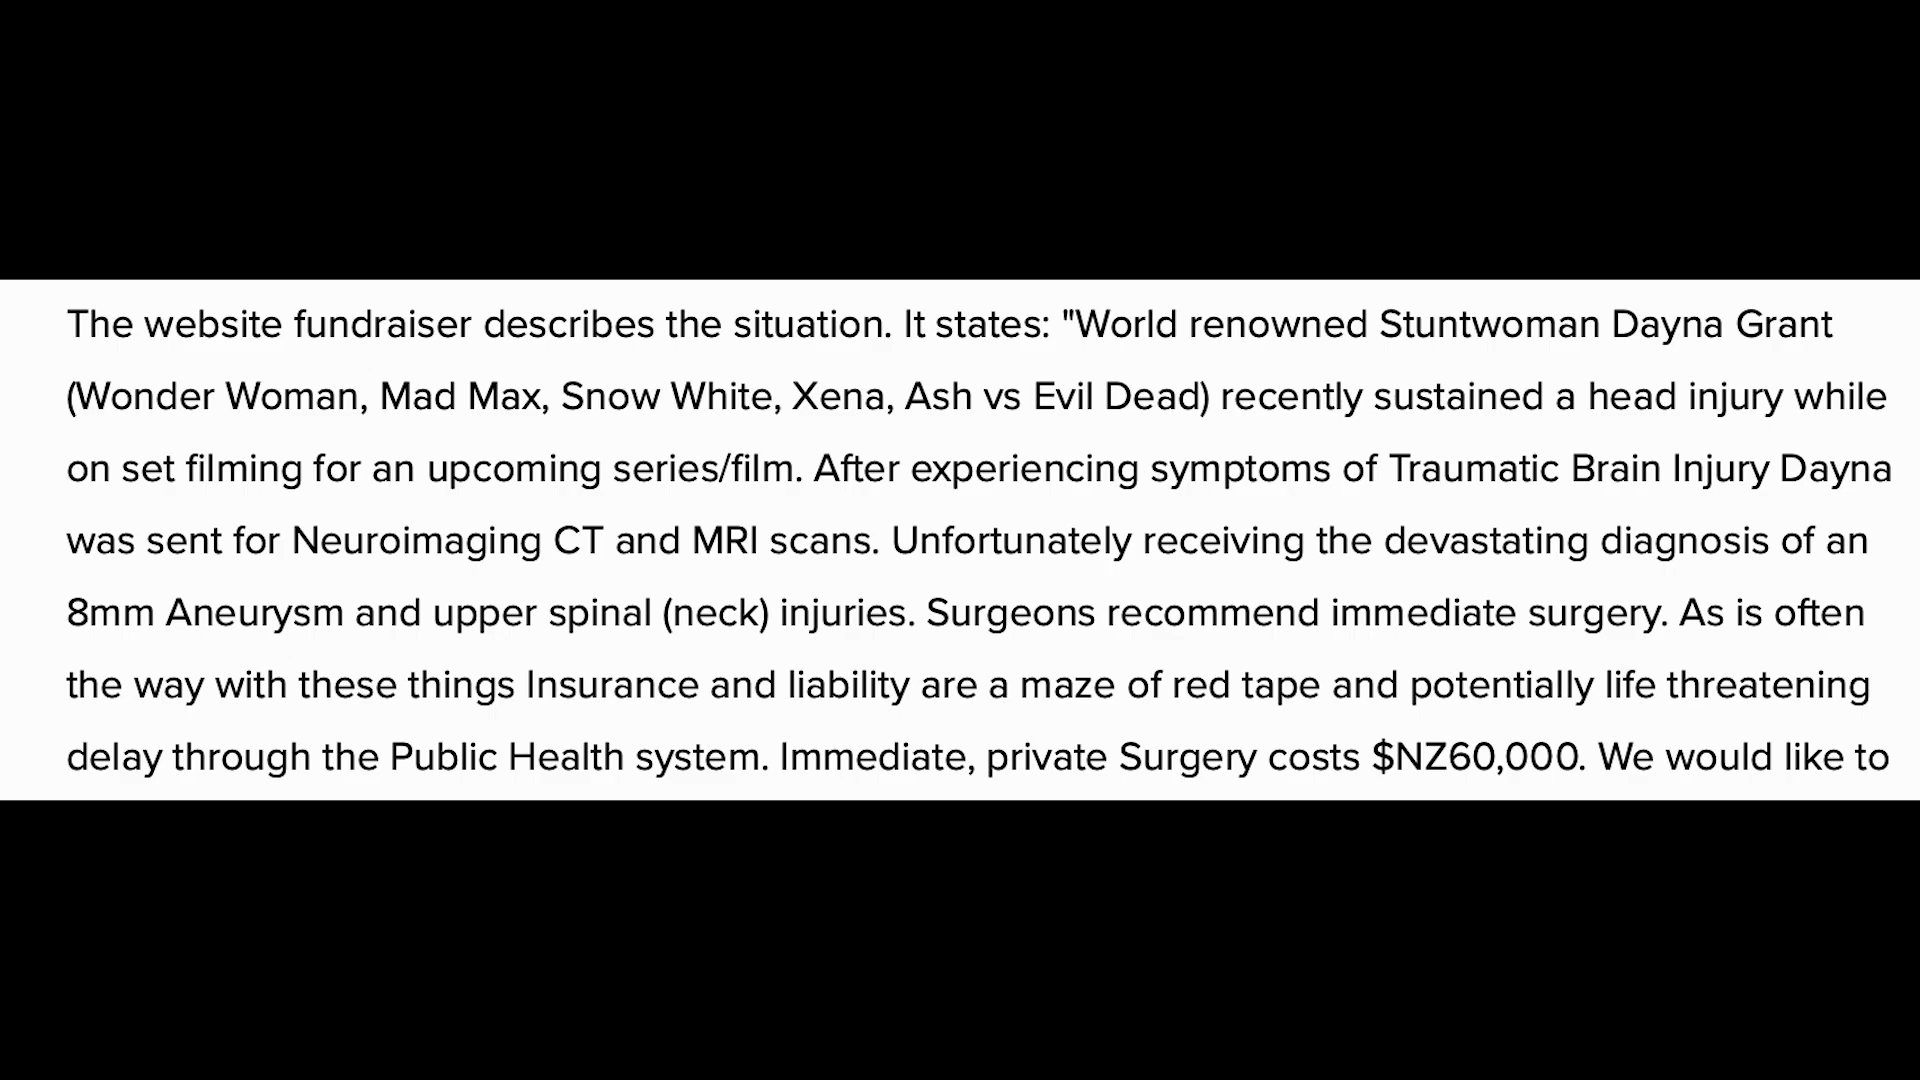 The website fundraiser describes the situation. It states: "World renowned Stuntwoman Dayna Grant
(Wonder Woman, Mad Max, Snow White, Xena, Ash vs Evil Dead) recently sustained a head injury while
on set filming for an upcoming series/film. After experiencing symptoms of Traumatic Brain Injury Dayna
was sent for Neuroimaging CT and MRI scans. Unfortunately receiving the devastating diagnosis of an
8mm Aneurysm and upper spinal (neck) injuries. Surgeons recommend immediate surgery. As is often
the way with these things Insurance and liability are a maze of red tape and potentially life threatening
delay through the Public Health system. Immediate, private Surgery costs $NZ60,000. We would like to